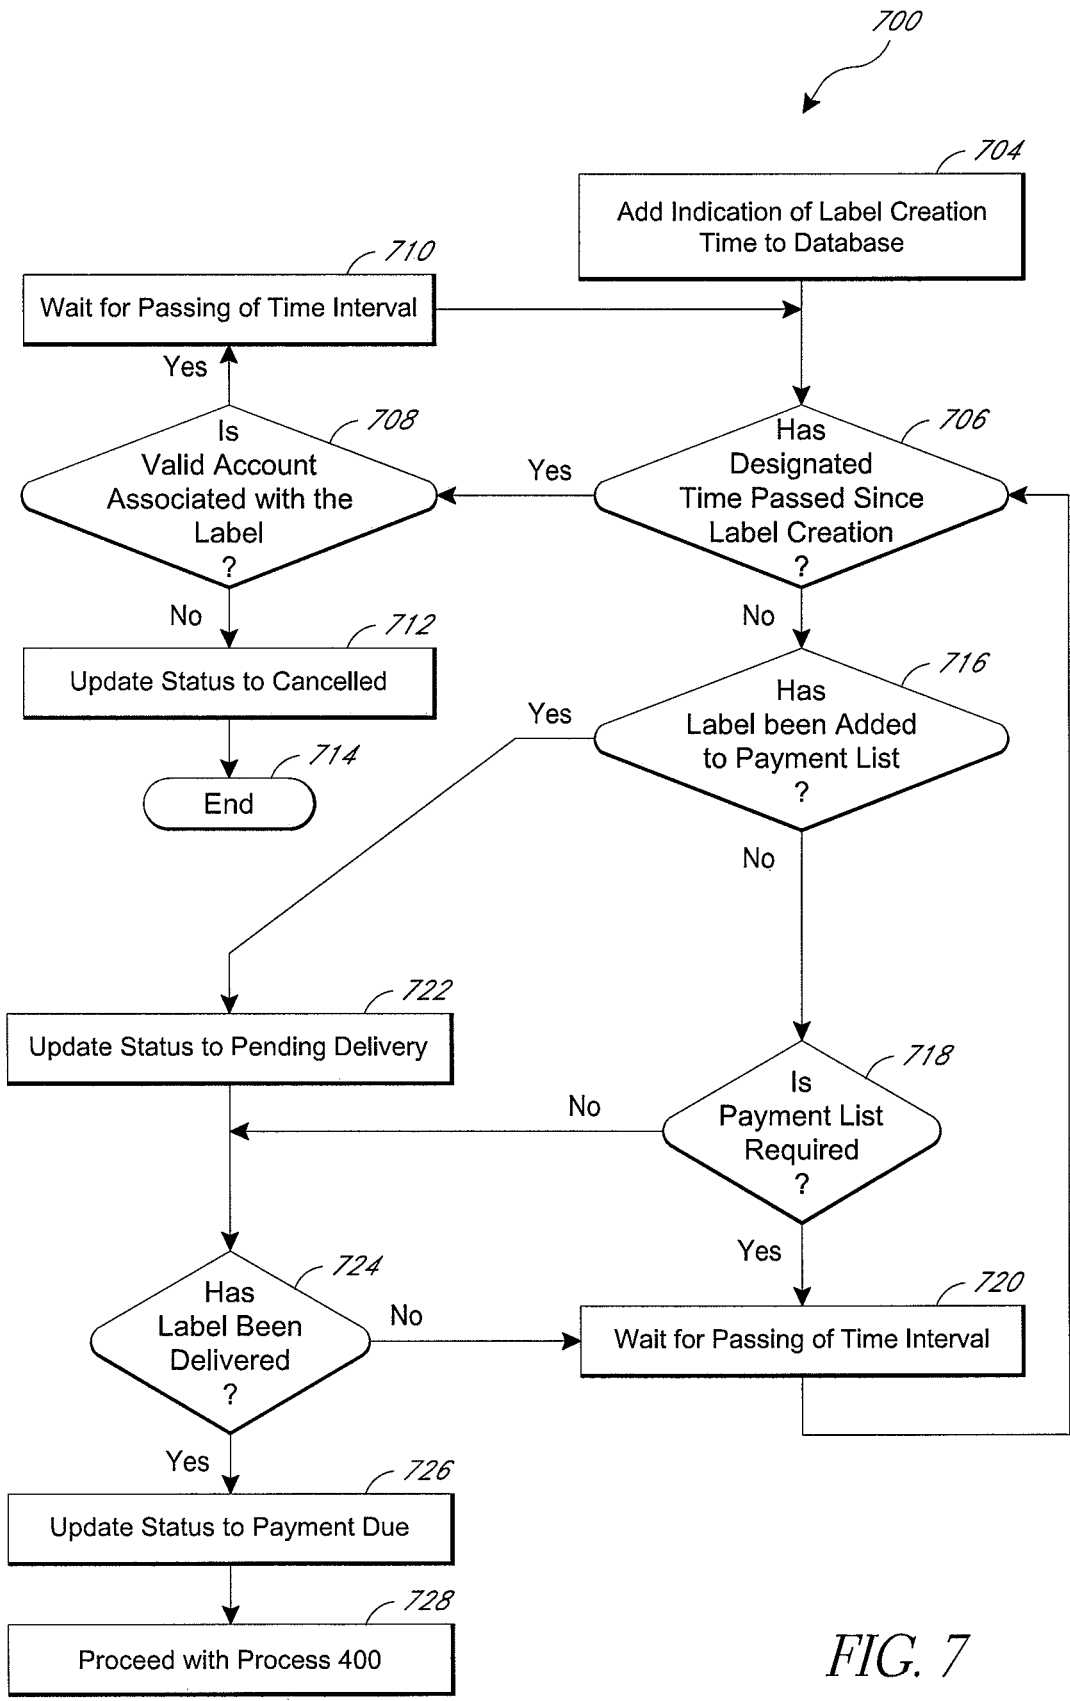 700
704
Add Indication of Label Creation
Time to Database
710
Wait for Passing of Time Interval
Yes
708
Is
Valid Account
Associated with the
Label
?
Yes
706
Has
Designated
Time Passed Since
Label Creation
?
No
712
Update Status to Cancelled
714
End
No
716
Has
Label been Added
to Payment List
?
Yes
No
722
Update Status to Pending Delivery
718
Is
Payment List
Required
?
No
Yes
724
Has
Label Been
Delivered
?
No
720
Wait for Passing of Time Interval
Yes
726
Update Status to Payment Due
728
Proceed with Process 400
FIG. 7